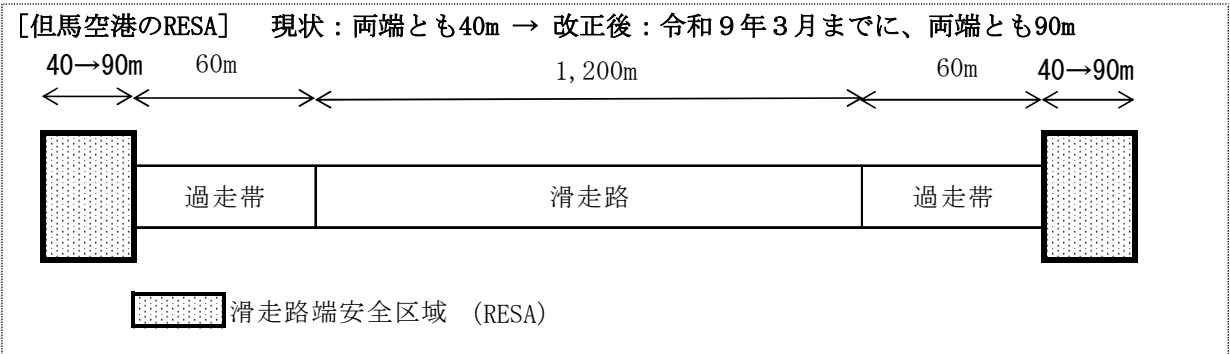 [但馬空港のRESA] 現状：両端とも40m → 改正後：令和９年３月までに、両端とも90m
40→90m 60m 1,200m 60m 40→90m
過走帯 滑走路 過走帯
滑走路端安全区域 (RESA)